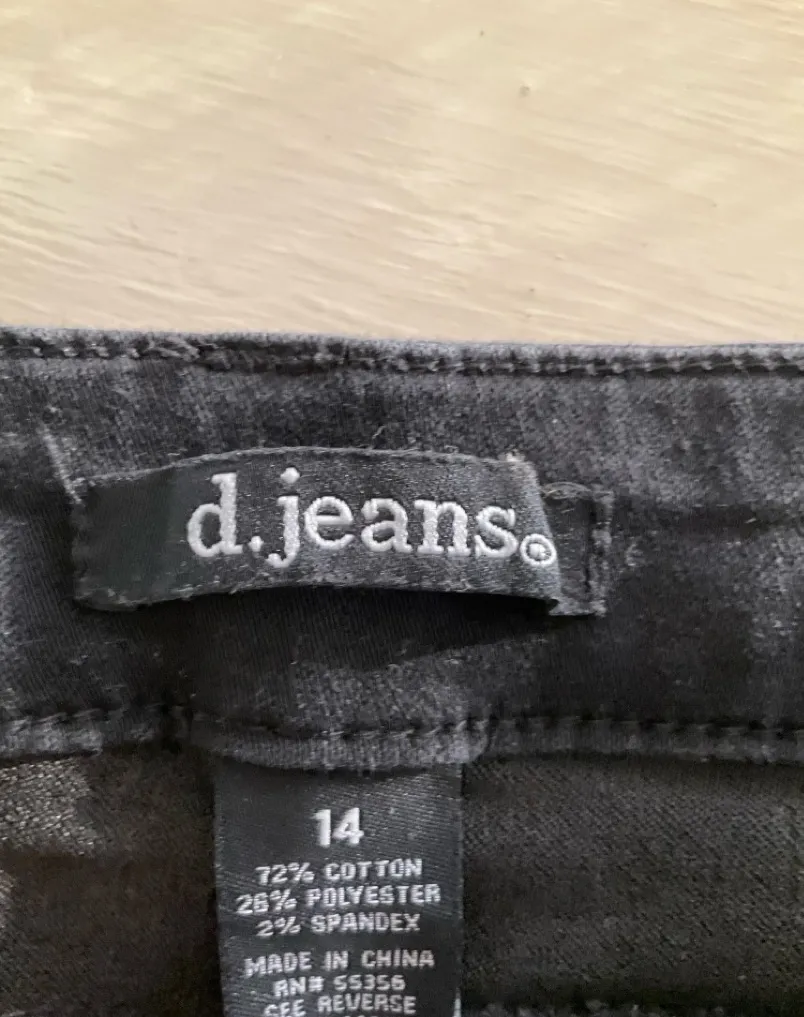 d.jeans®
14
72% COTTON
26% POLYESTER
2% SPANDEX
MADE IN CHINA
RN# 55356
SEE REVERSE